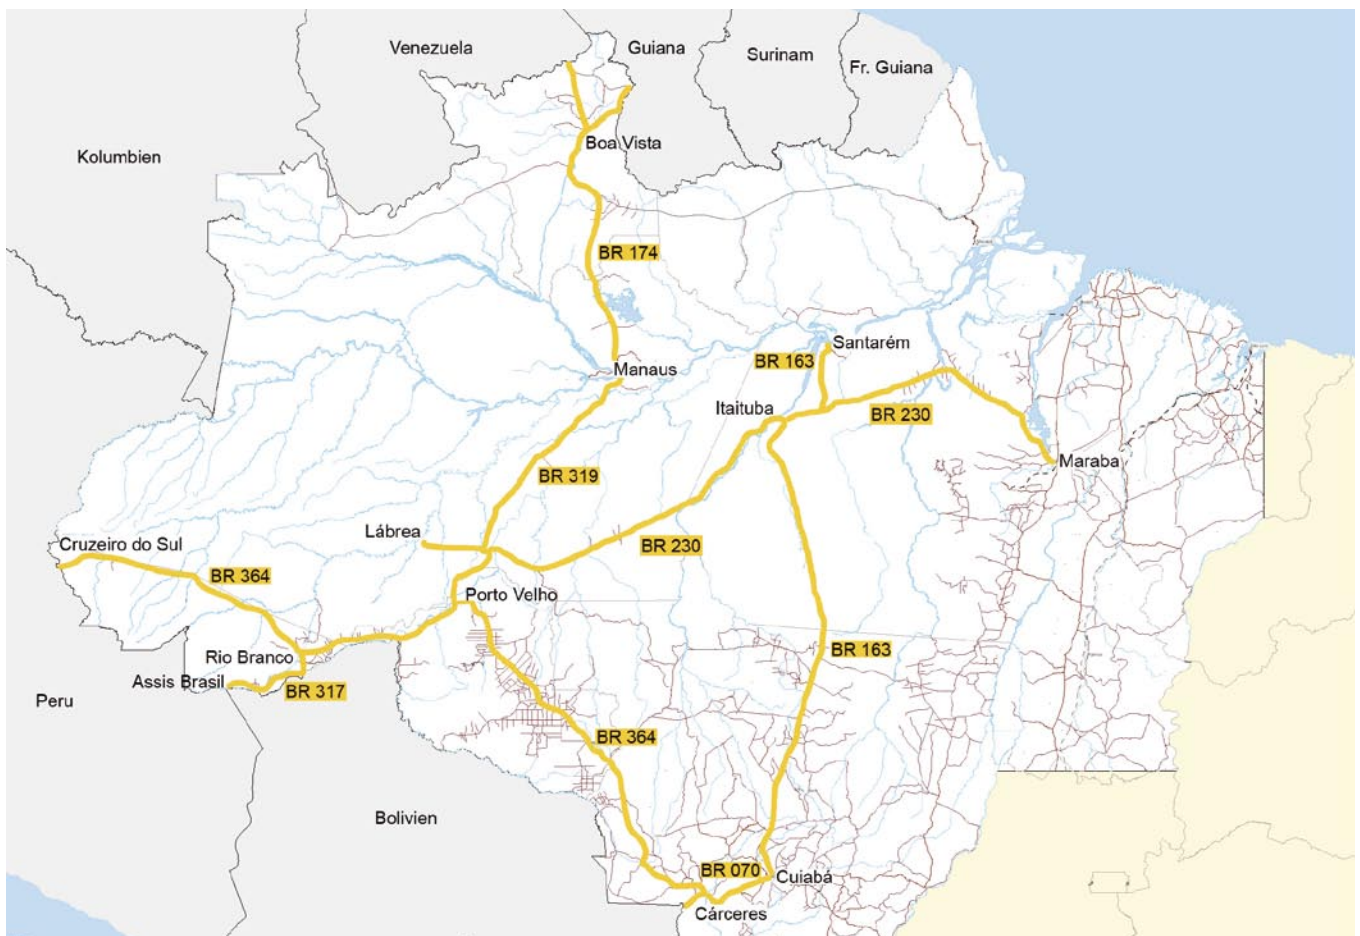 Venezuela
Guiana
Surinam
Fr. Guiana
Kolumbien
Boa Vista
BR 174
Santarém
BR 163
Manaus
Itaituba
BR 230
Maraba
BR 319
Lábrea
Cruzeiro do Sul
BR 230
BR 364
Porto Velho
BR 163
Rio Branco
Assis Brasil
BR 317
Peru
BR 364
Bolivien
BR 070
Cuiabá
Cárceres